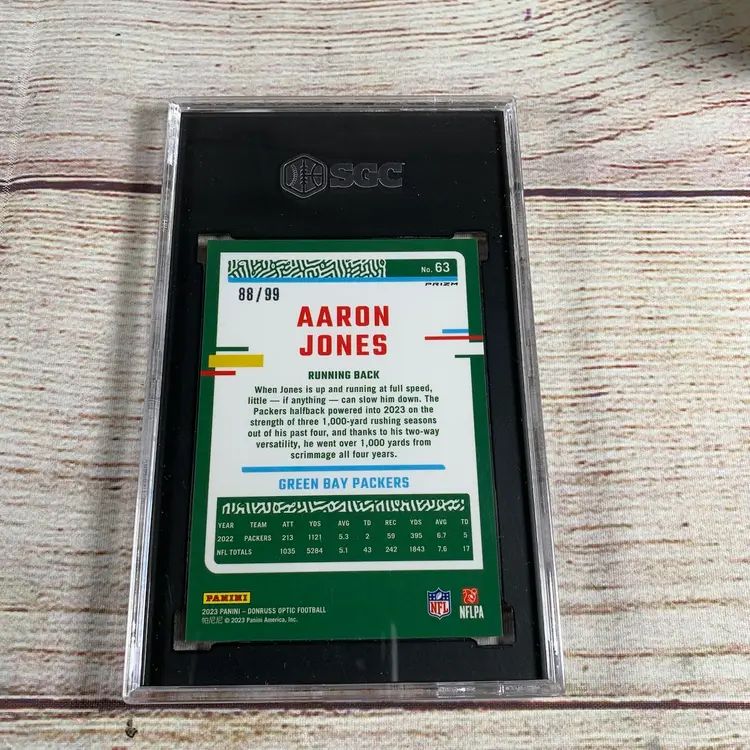 SGC
No. 63
PRIZM
88/99
AARON
JONES
RUNNING BACK
When Jones is up and running at full speed,
little — if anything — can slow him down. The
Packers halfback powered into 2023 on the
strength of three 1,000-yard rushing seasons
out of his past four, and thanks to his two-way
versatility, he went over 1,000 yards from
scrimmage all four years.
GREEN BAY PACKERS
YEAR TEAM ATT YDS AVG TD REC YDS AVG TD
2022 PACKERS 213 1121 5.3 2 59 395 6.7 5
NFL TOTALS 1035 5284 5.1 43 242 1843 7.6 17
PANINI
2023 PANINI – DONRUSS OPTIC FOOTBALL
帕尼尼 © 2023 Panini America, Inc.
NFL
NFLPA